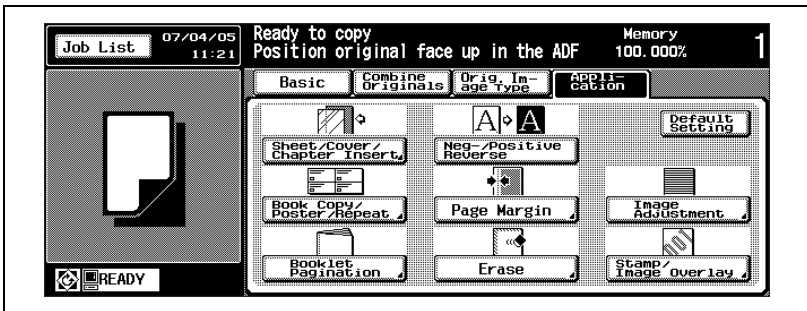 Job List
07/04/05
11:21
Ready to copy
Position original face up in the ADF
Memory
100.000%
1
Basic
Combine
Originals
Orig. Im-
age Type
Appli-
cation
A
A
Default
Setting
Sheet/Cover/
Chapter Insert
Neg-/Positive
Reverse
Book Copy/
Poster/Repeat
Page Margin
Image
Adjustment
001
Booklet
Pagination
Erase
Stamp/
Image Overlay
READY